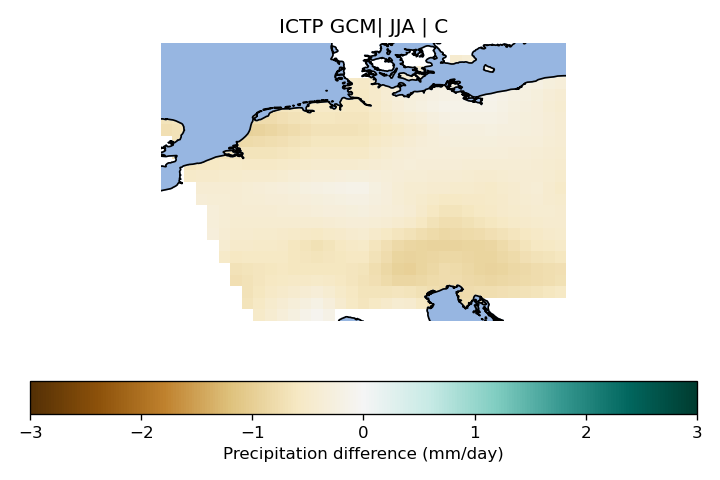 ICTP GCM| JJA | C
−3 −2 −1 0 1 2 3
Precipitation difference (mm/day)